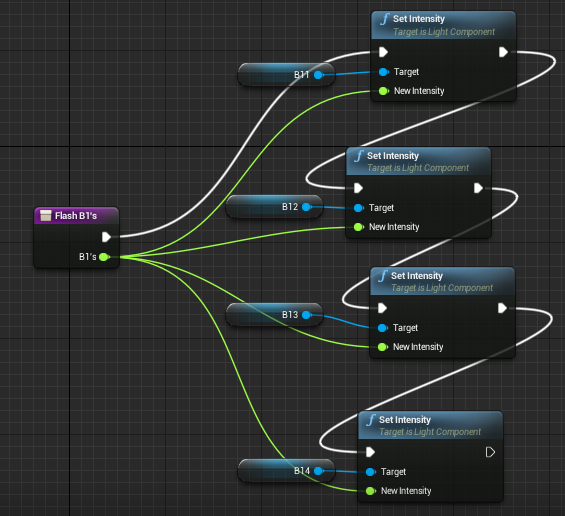 Set Intensity
Target is Light Component
B11
Target
New Intensity
Set Intensity
Target is Light Component
B12
Target
New Intensity
Flash B1's
B1's
Set Intensity
Target is Light Component
B13
Target
New Intensity
Set Intensity
Target is Light Component
B14
Target
New Intensity